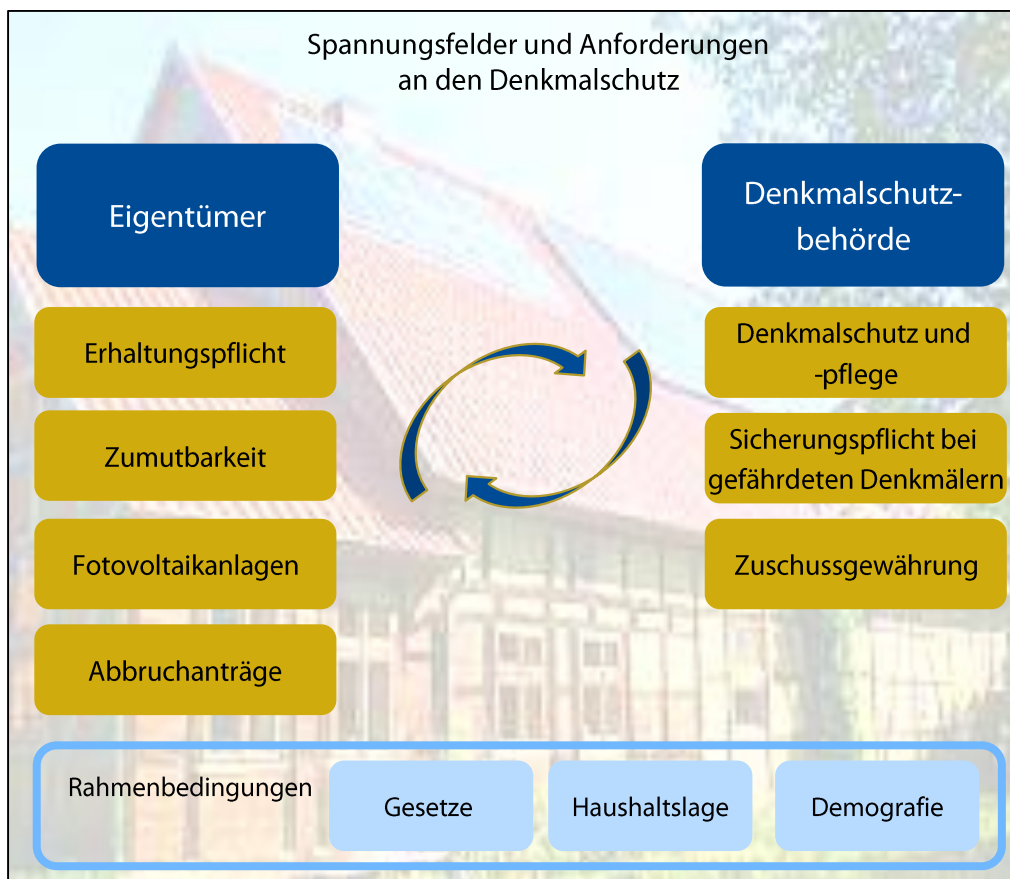 Spannungsfelder und Anforderungen
an den Denkmalschutz
Eigentümer
Erhaltungspflicht
Zumutbarkeit
Fotovoltaikanlagen
Abbruchanträge
Denkmalschutz-
behörde
Denkmalschutz und
-pflege
Sicherungspflicht bei
gefährdeten Denkmälern
Zuschussgewährung
Rahmenbedingungen
Gesetze
Haushaltslage
Demografie